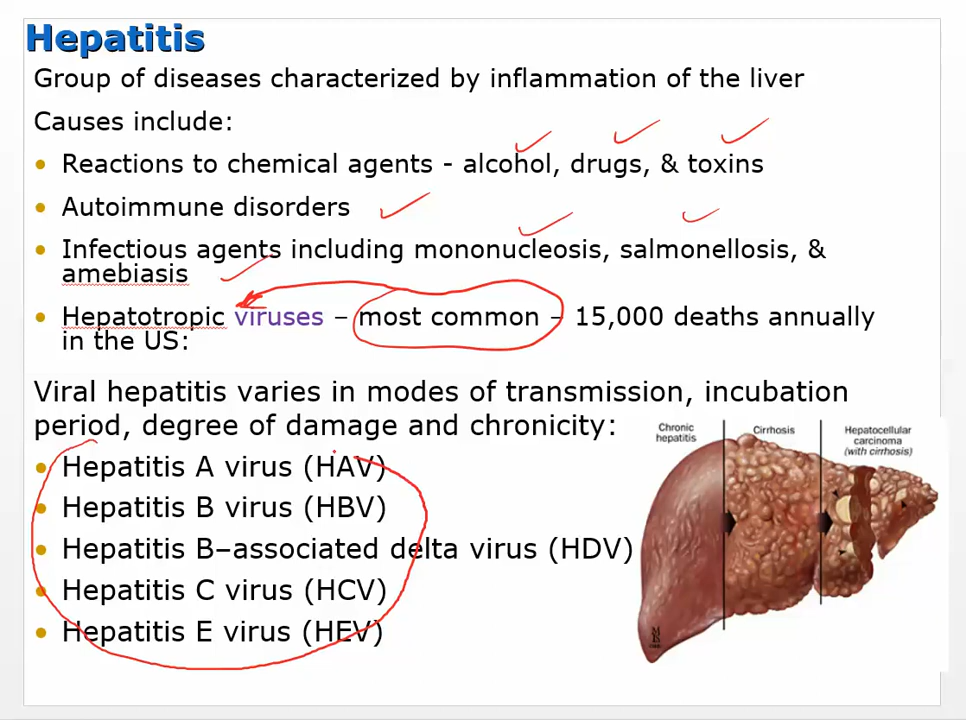 Hepatitis
Group of diseases characterized by inflammation of the liver
Causes include:
• Reactions to chemical agents - alcohol, drugs, & toxins
• Autoimmune disorders
• Infectious agents including mononucleosis, salmonellosis, &
amebiasis
• Hepatotropic viruses – most common – 15,000 deaths annually
in the US:
Viral hepatitis varies in modes of transmission, incubation
period, degree of damage and chronicity:
• Hepatitis A virus (HAV)
• Hepatitis B virus (HBV)
• Hepatitis B–associated delta virus (HDV)
• Hepatitis C virus (HCV)
• Hepatitis E virus (HEV)
Chronic
hepatitis
Cirrhosis
Hepatocellular
carcinoma
(with cirrhosis)